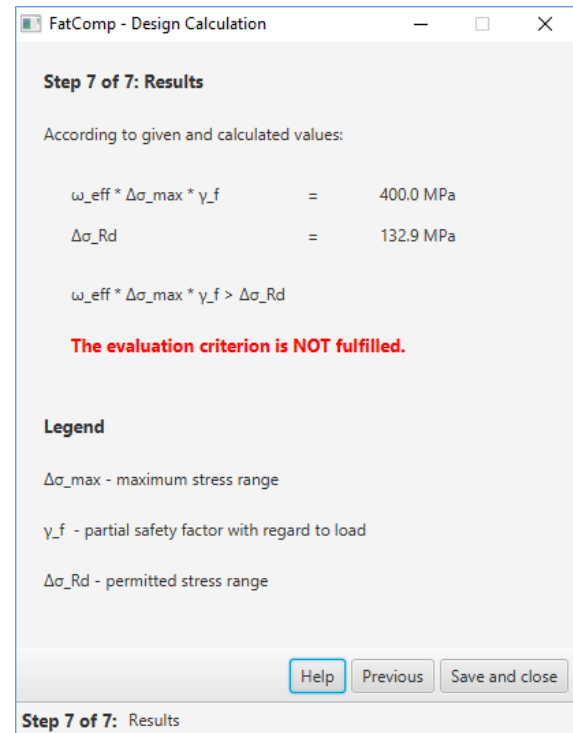 FatComp - Design Calculation
Step 7 of 7: Results
According to given and calculated values:
ω_eff * Δσ_max * γ_f = 400.0 MPa
Δσ_Rd = 132.9 MPa
ω_eff * Δσ_max * γ_f > Δσ_Rd
The evaluation criterion is NOT fulfilled.
Legend
Δσ_max - maximum stress range
γ_f - partial safety factor with regard to load
Δσ_Rd - permitted stress range
Help Previous Save and close
Step 7 of 7: Results